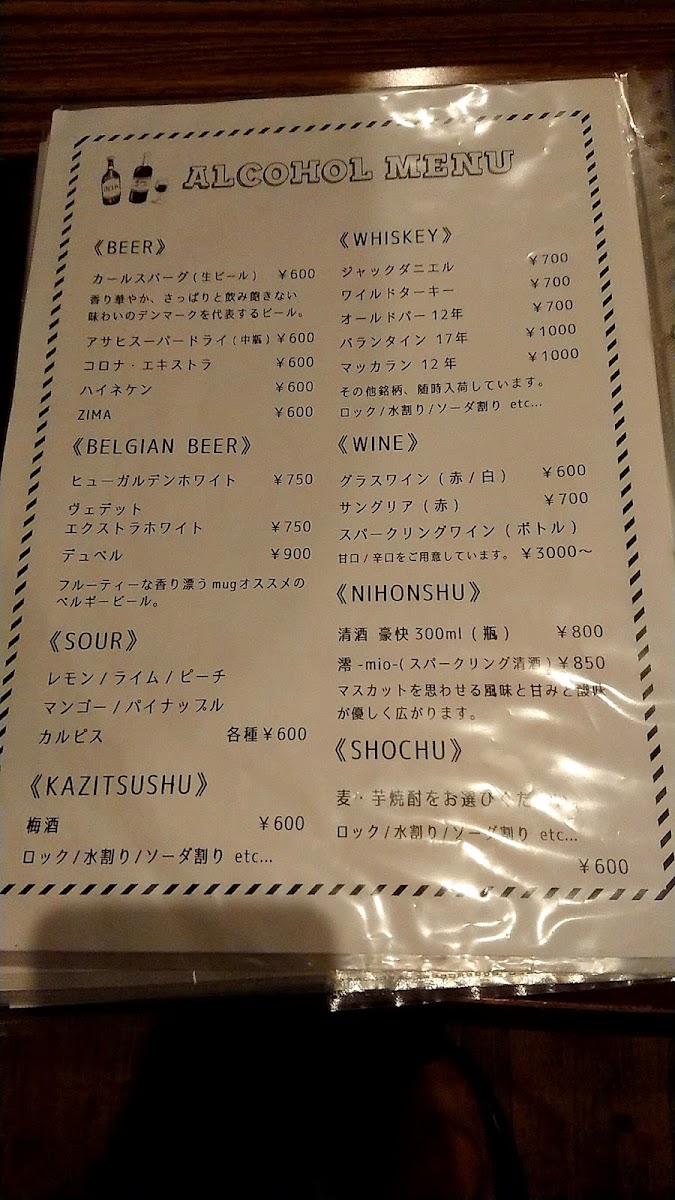 ALCOHOL MENU
《BEER》
カールスバーグ(生ビール) ¥600
香り華やか、さっぱりと飲み飽きない
味わいのデンマークを代表するビール。
アサヒスーパードライ(中瓶) ¥600
コロナ・エキストラ ¥600
ハイネケン ¥600
ZIMA ¥600
《BELGIAN BEER》
ヒューガルデンホワイト ¥750
ヴェデット
エクストラホワイト ¥750
デュベル ¥900
フルーティーな香り漂うmugオススメの
ベルギービール。
《SOUR》
レモン/ライム/ピーチ
マンゴー/パイナップル
カルピス 各種¥600
《KAZITSUSHU》
梅酒 ¥600
ロック/水割り/ソーダ割り etc...
《WHISKEY》
ジャックダニエル ¥700
ワイルドターキー ¥700
オールドパー 12年 ¥700
バランタイン 17年 ¥1000
マッカラン 12年 ¥1000
その他銘柄、随時入荷しています。
ロック/水割り/ソーダ割り etc...
《WINE》
グラスワイン(赤/白) ¥600
サングリア(赤) ¥700
スパークリングワイン(ボトル)
甘口/辛口をご用意しています。 ¥3000～
《NIHONSHU》
清酒 豪快 300ml(瓶) ¥800
澪 -mio-(スパークリング清酒) ¥850
マスカットを思わせる風味と甘みと酸味
が優しく広がります。
《SHOCHU》
麦・芋焼酎をお選びくだ
ロック/水割り/ソーダ割り etc...
¥600